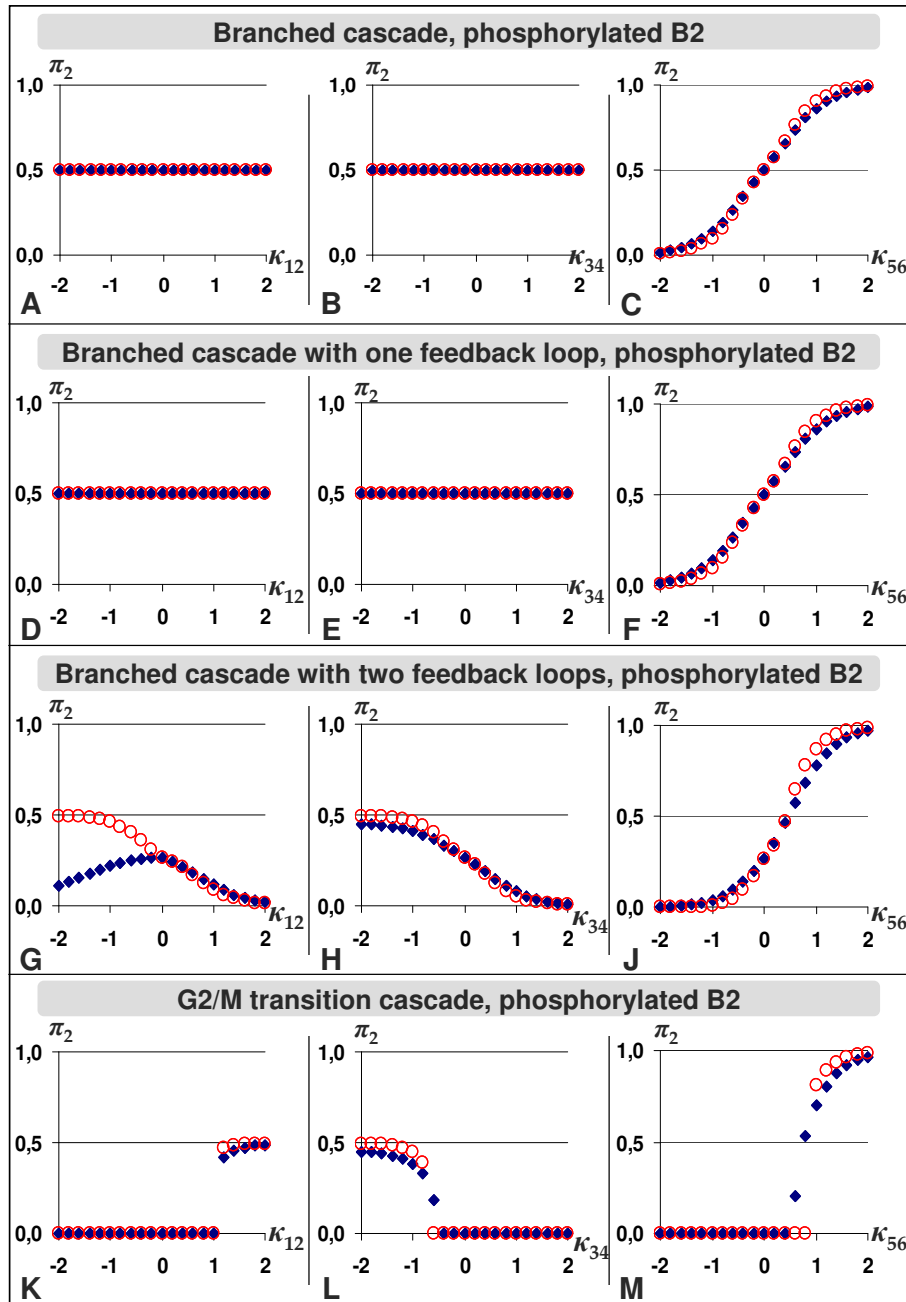 Branched cascade, phosphorylated B2
π2 π2 π2
1,0 1,0 1,0
0,5 0,5 0,5
0,0 0,0 0,0
κ12 κ34 κ56
-2 -1 0 1 2 -2 -1 0 1 2 -2 -1 0 1 2
A B C
Branched cascade with one feedback loop, phosphorylated B2
π2 π2 π2
1,0 1,0 1,0
0,5 0,5 0,5
0,0 0,0 0,0
κ12 κ34 κ56
-2 -1 0 1 2 -2 -1 0 1 2 -2 -1 0 1 2
D E F
Branched cascade with two feedback loops, phosphorylated B2
π2 π2 π2
1,0 1,0 1,0
0,5 0,5 0,5
0,0 0,0 0,0
κ12 κ34 κ56
-2 -1 0 1 2 -2 -1 0 1 2 -2 -1 0 1 2
G H J
G2/M transition cascade, phosphorylated B2
π2 π2 π2
1,0 1,0 1,0
0,5 0,5 0,5
0,0 0,0 0,0
κ12 κ34 κ56
-2 -1 0 1 2 -2 -1 0 1 2 -2 -1 0 1 2
K L M